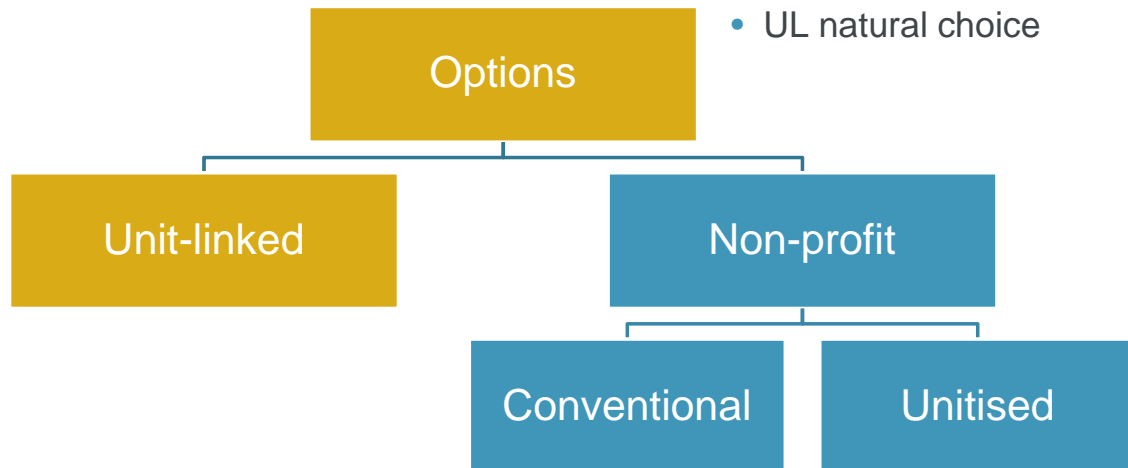 • UL natural choice
Options
Unit-linked
Non-profit
Conventional
Unitised